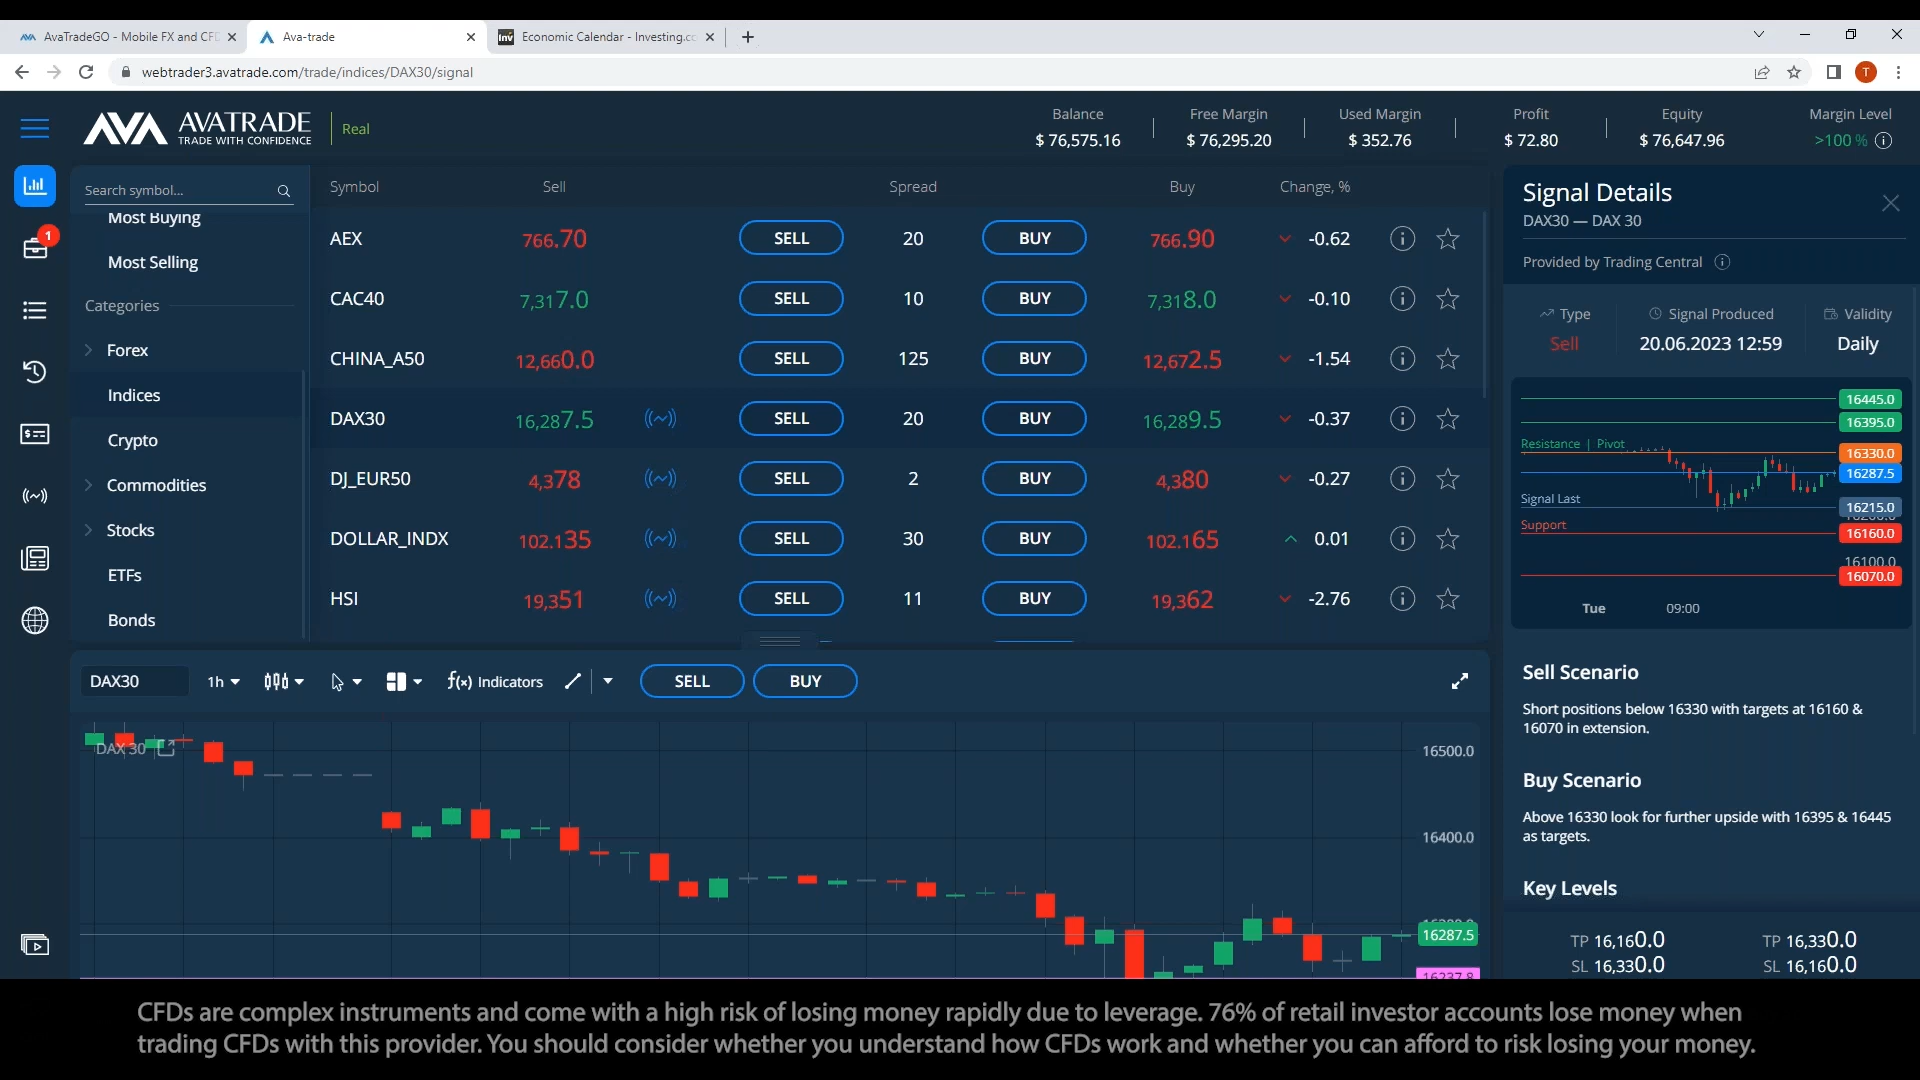 AvaTradeGO - Mobile FX and CFD
Ava-trade
Economic Calendar - Investing.co
webtrader3.avatrade.com/trade/indices/DAX30/signal
T
AVA AVATRADE
TRADE WITH CONFIDENCE
Real
Balance
$ 76,575.16
Free Margin
$ 76,295.20
Used Margin
$ 352.76
Profit
$ 72.80
Equity
$ 76,647.96
Margin Level
>100 %
1
Search symbol...
Most Buying
Most Selling
Categories
Forex
Indices
Crypto
Commodities
Stocks
ETFs
Bonds
Symbol Sell Spread Buy Change, %
AEX 766.70 SELL 20 BUY 766.90 -0.62
CAC40 7,317.0 SELL 10 BUY 7,318.0 -0.10
CHINA_A50 12,660.0 SELL 125 BUY 12,672.5 -1.54
DAX30 16,287.5 SELL 20 BUY 16,289.5 -0.37
DJ_EUR50 4,378 SELL 2 BUY 4,380 -0.27
DOLLAR_INDX 102.135 SELL 30 BUY 102.165 0.01
HSI 19,351 SELL 11 BUY 19,362 -2.76
DAX30 1h f(x) Indicators SELL BUY
DAX 30
16500.0
16400.0
16287.5
16237.8
Signal Details
DAX30 — DAX 30
Provided by Trading Central
Type
Sell
Signal Produced
20.06.2023 12:59
Validity
Daily
16445.0
16395.0
Resistance | Pivot
16330.0
16287.5
Signal Last
16215.0
Support
16160.0
16100.0
16070.0
Tue 09:00
Sell Scenario
Short positions below 16330 with targets at 16160 &
16070 in extension.
Buy Scenario
Above 16330 look for further upside with 16395 & 16445
as targets.
Key Levels
TP 16,160.0 TP 16,330.0
SL 16,330.0 SL 16,160.0
CFDs are complex instruments and come with a high risk of losing money rapidly due to leverage. 76% of retail investor accounts lose money when
trading CFDs with this provider. You should consider whether you understand how CFDs work and whether you can afford to risk losing your money.